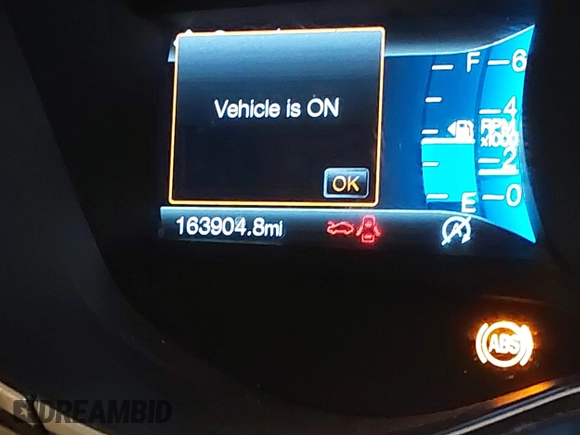 Vehicle is ON
OK
F
6
4
RPM
x1000
2
E
0
163904.8mi
A
ABS
DREAMBID